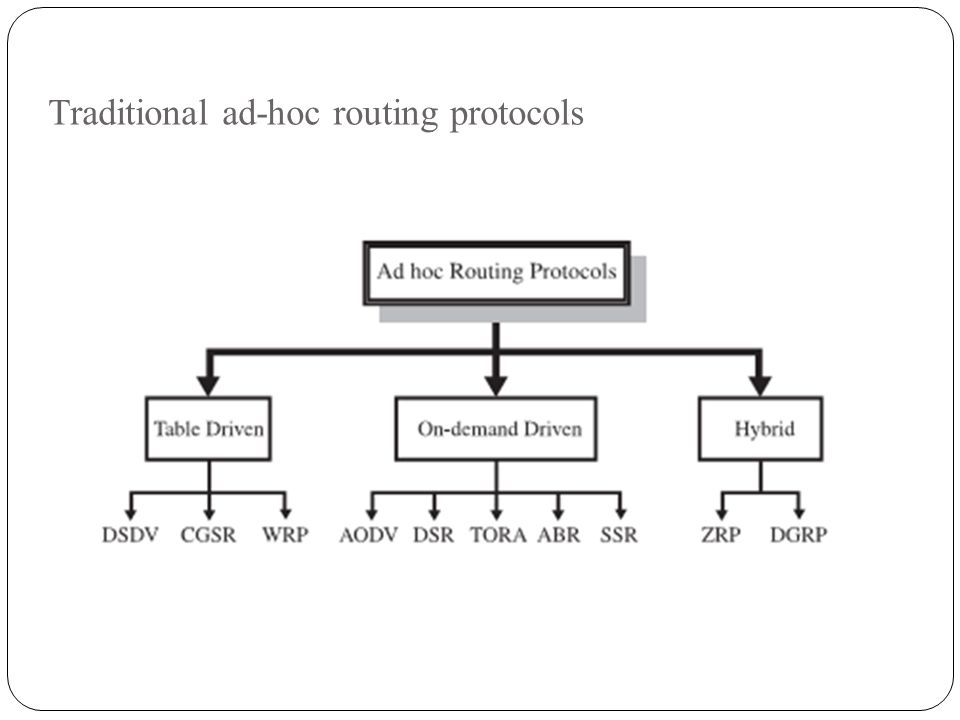 Traditional ad-hoc routing protocols
Ad hoc Routing Protocols
Table Driven
On-demand Driven
Hybrid
DSDV CGSR WRP AODV DSR TORA ABR SSR ZRP DGRP